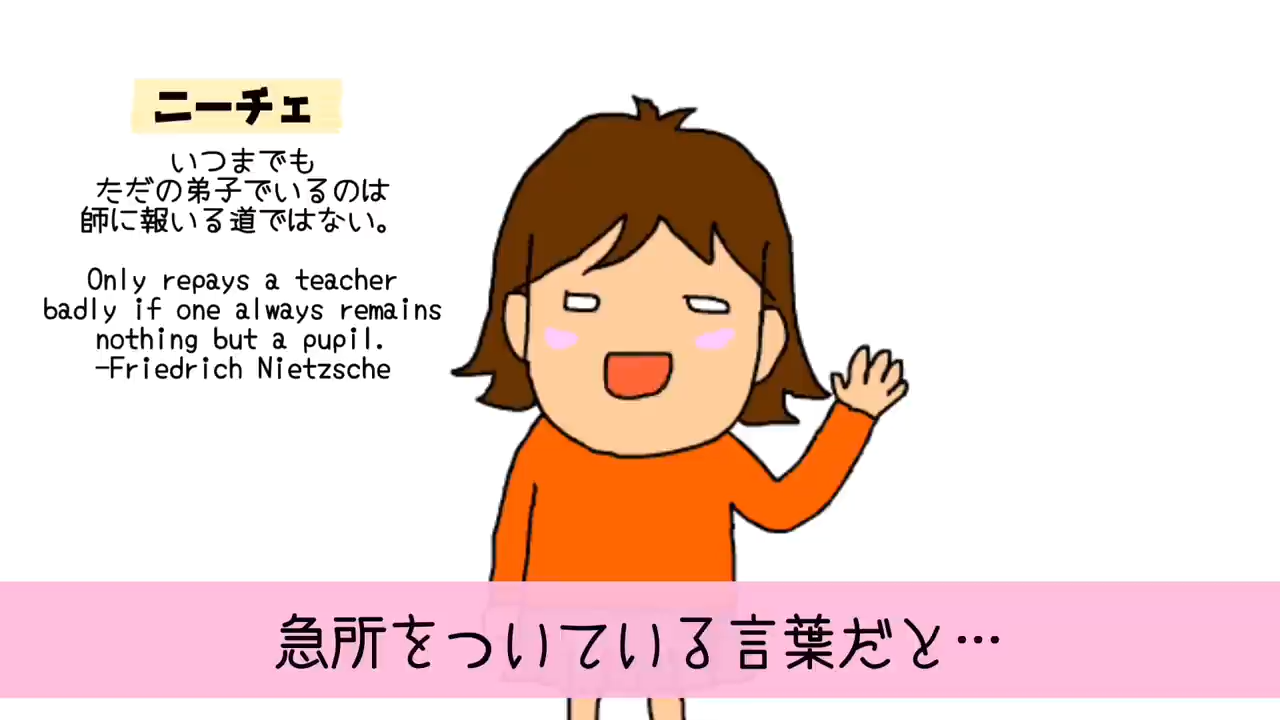 ニーチェ
いつまでも
ただの弟子でいるのは
師に報いる道ではない。
Only repays a teacher
badly if one always remains
nothing but a pupil.
-Friedrich Nietzsche
急所をついている言葉だと…